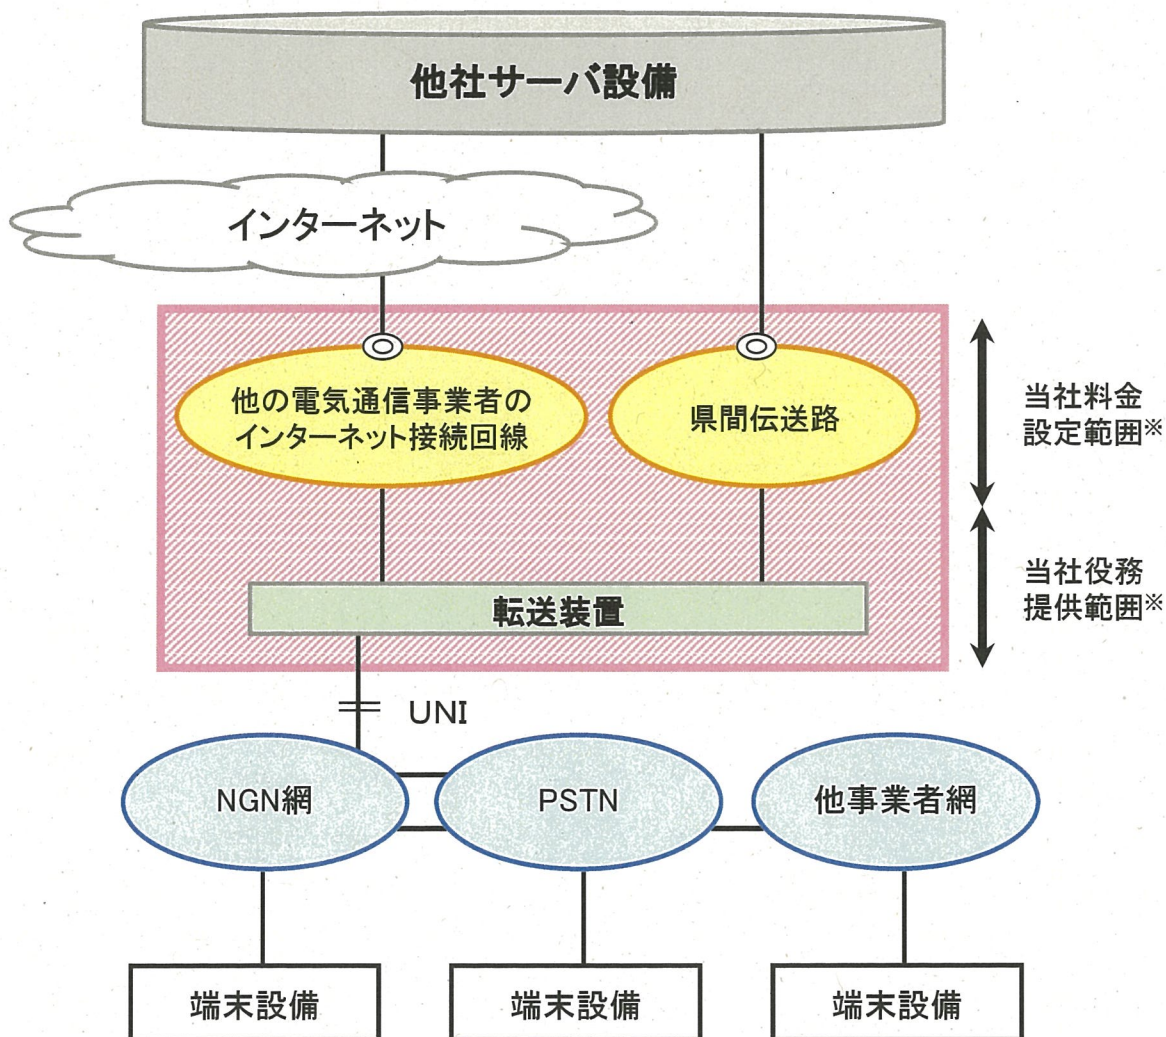 他社サーバ設備
インターネット
他の電気通信事業者の
インターネット接続回線
県間伝送路
当社料金
設定範囲※
転送装置
当社役務
提供範囲※
UNI
NGN網
PSTN
他事業者網
端末設備
端末設備
端末設備